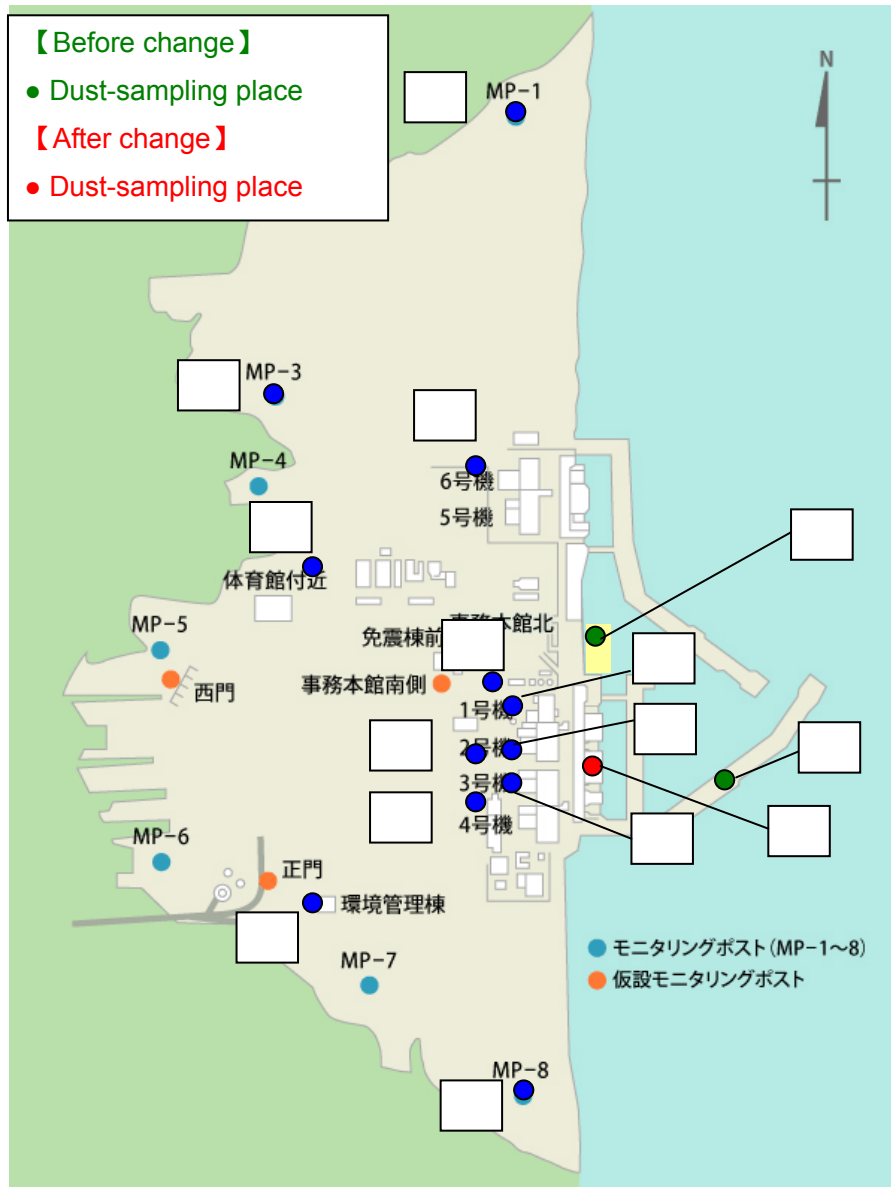 【Before change】
● Dust-sampling place
【After change】
● Dust-sampling place
N
MP-1
MP-3
MP-4
6号機
5号機
体育館付近
事務本館北
免震棟前
MP-5
西門
事務本館南側
1号機
2号機
3号機
4号機
MP-6
正門
環境管理棟
MP-7
モニタリングポスト(MP-1~8)
仮設モニタリングポスト
MP-8